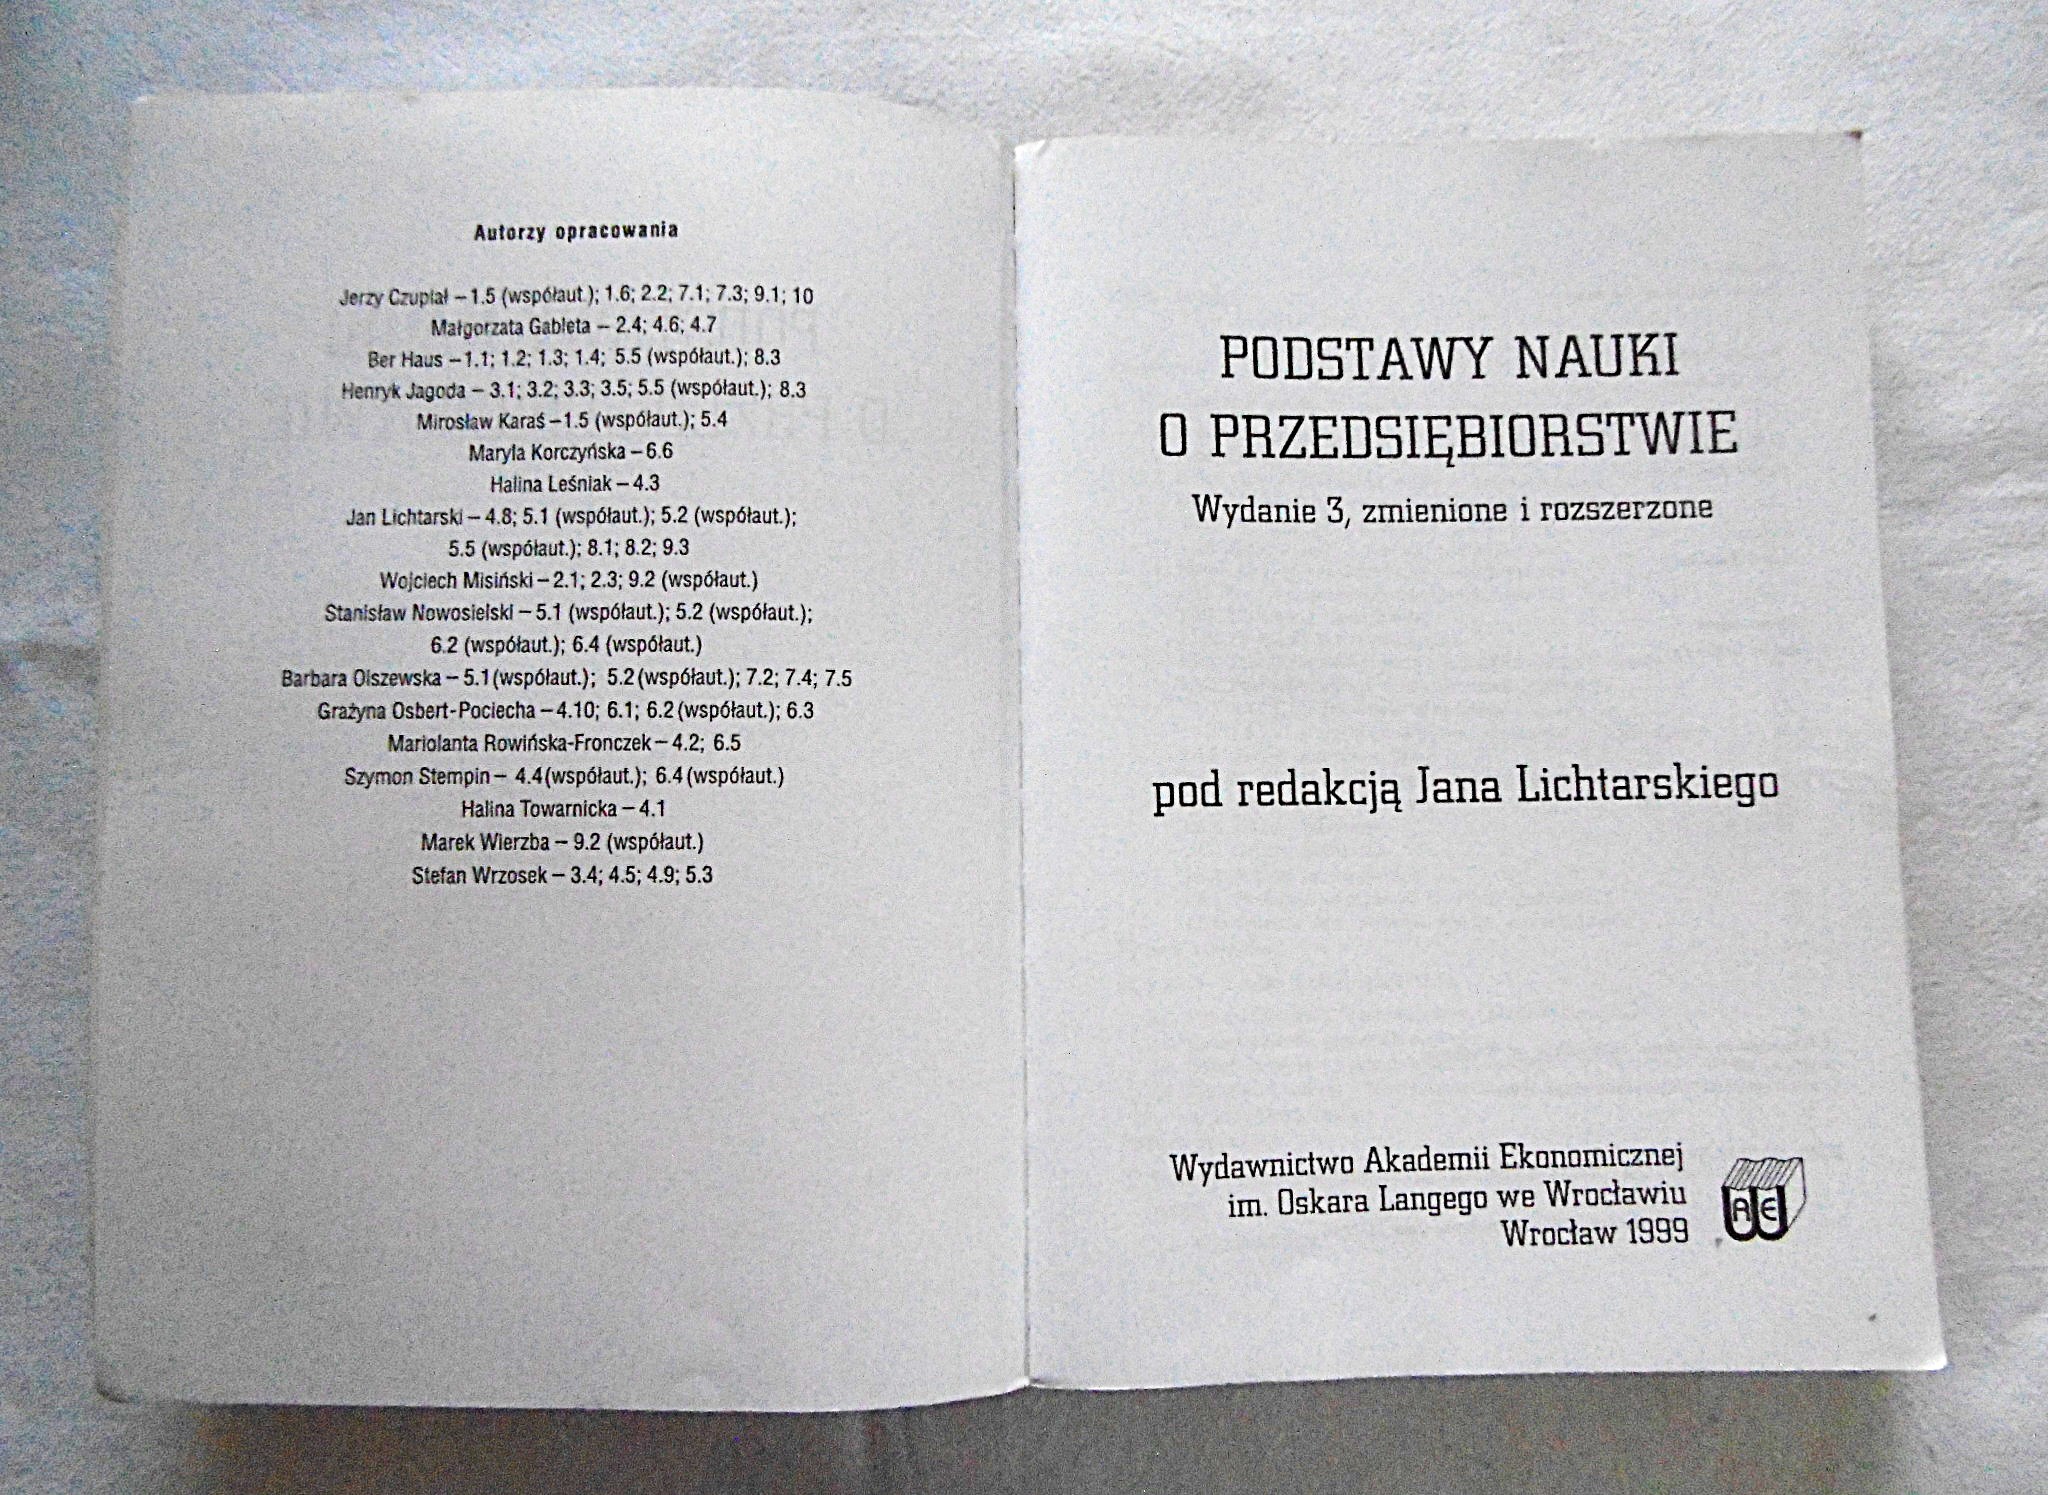 Autorzy opracowania
Jerzy Czupiał – 1.5 (współaut.); 1.6; 2.2; 7.1; 7.3; 9.1; 10
Małgorzata Gableta – 2.4; 4.6; 4.7
Ber Haus – 1.1; 1.2; 1.3; 1.4; 5.5 (współaut.); 8.3
Henryk Jagoda – 3.1; 3.2; 3.3; 3.5; 5.5 (współaut.); 8.3
Mirosław Karaś – 1.5 (współaut.); 5.4
Maryla Korczyńska – 6.6
Halina Leśniak – 4.3
Jan Lichtarski – 4.8; 5.1 (współaut.); 5.2 (współaut.);
5.5 (współaut.); 8.1; 8.2; 9.3
Wojciech Misiński – 2.1; 2.3; 9.2 (współaut.)
Stanisław Nowosielski – 5.1 (współaut.); 5.2 (współaut.);
6.2 (współaut.); 6.4 (współaut.)
Barbara Olszewska – 5.1 (współaut.); 5.2 (współaut.); 7.2; 7.4; 7.5
Grażyna Osbert-Pociecha – 4.10; 6.1; 6.2 (współaut.); 6.3
Mariolanta Rowińska-Fronczek – 4.2; 6.5
Szymon Stempin – 4.4 (współaut.); 6.4 (współaut.)
Halina Towarnicka – 4.1
Marek Wierzba – 9.2 (współaut.)
Stefan Wrzosek – 3.4; 4.5; 4.9; 5.3
PODSTAWY NAUKI
O PRZEDSIĘBIORSTWIE
Wydanie 3, zmienione i rozszerzone
pod redakcją Jana Lichtarskiego
Wydawnictwo Akademii Ekonomicznej
im. Oskara Langego we Wrocławiu
Wrocław 1999
AE